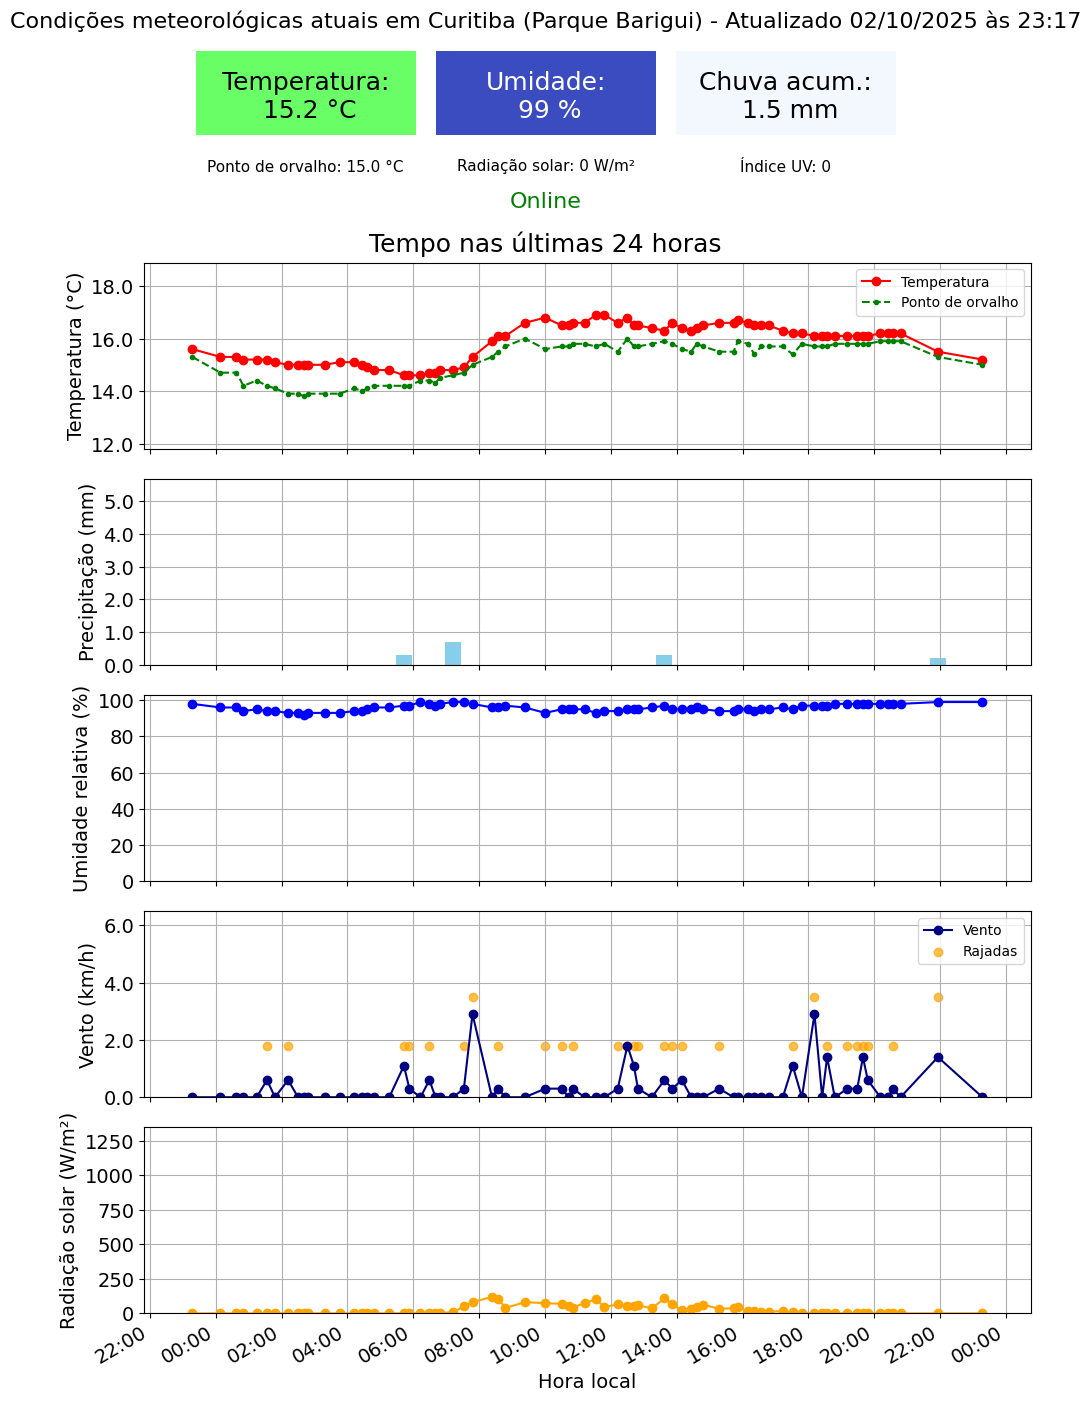 Condições meteorológicas atuais em Curitiba (Parque Barigui) - Atualizado 02/10/2025 às 23:17
Temperatura:
15.2 °C
Umidade:
99 %
Chuva acum.:
1.5 mm
Ponto de orvalho: 15.0 °C
Radiação solar: 0 W/m²
Índice UV: 0
Online
Tempo nas últimas 24 horas
Temperatura (°C)
18.0
16.0
14.0
12.0
Temperatura
Ponto de orvalho
Precipitação (mm)
5.0
4.0
3.0
2.0
1.0
0.0
Umidade relativa (%)
100
80
60
40
20
0
Vento (km/h)
6.0
4.0
2.0
0.0
Vento
Rajadas
Radiação solar (W/m²)
1250
1000
750
500
250
0
22:00
00:00
02:00
04:00
06:00
08:00
10:00
12:00
14:00
16:00
18:00
20:00
22:00
00:00
Hora local